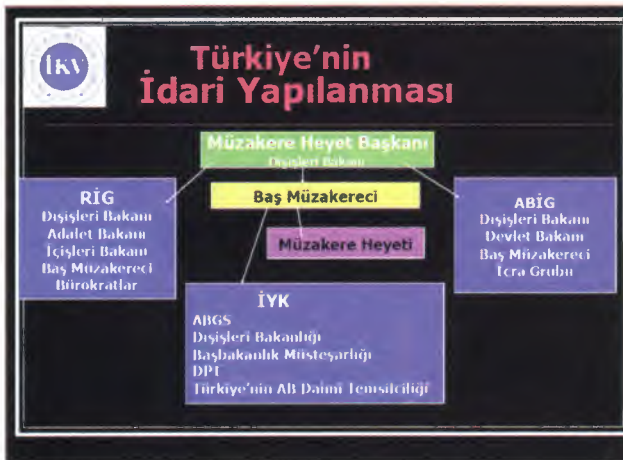 İKV
Türkiye’nin
İdari Yapılanması
Müzakere Heyet Başkanı
Dışişleri Bakanı
Baş Müzakereci
Müzakere Heyeti
RİG
Dışişleri Bakanı
Adalet Bakanı
İçişleri Bakanı
Baş Müzakereci
Bürokratlar
ABİG
Dışişleri Bakanı
Devlet Bakanı
Baş Müzakereci
İcra Grubu
İYK
ABGS
Dışişleri Bakanlığı
Başbakanlık Müsteşarlığı
DPT
Türkiye’nin AB Daimi Temsilciliği